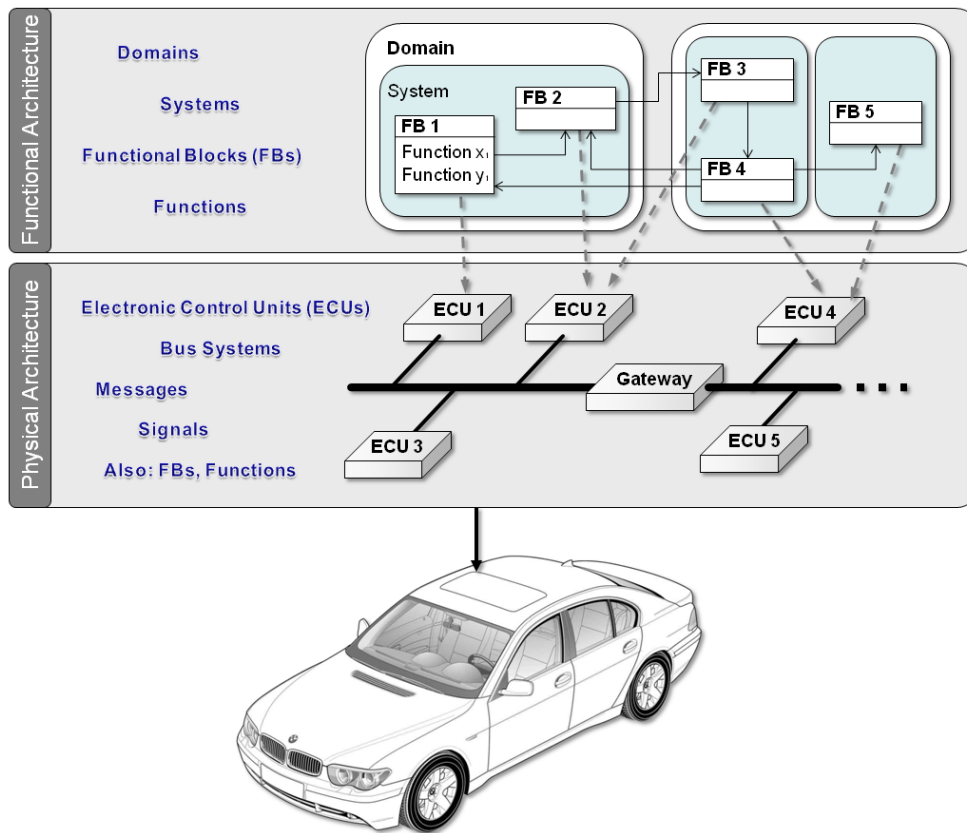 Functional Architecture
Domains
Systems
Functional Blocks (FBs)
Functions
Domain
System
FB 1
Function x₁
Function y₁
FB 2
FB 3
FB 4
FB 5
Physical Architecture
Electronic Control Units (ECUs)
Bus Systems
Messages
Signals
Also: FBs, Functions
ECU 1
ECU 2
ECU 4
Gateway
ECU 3
ECU 5